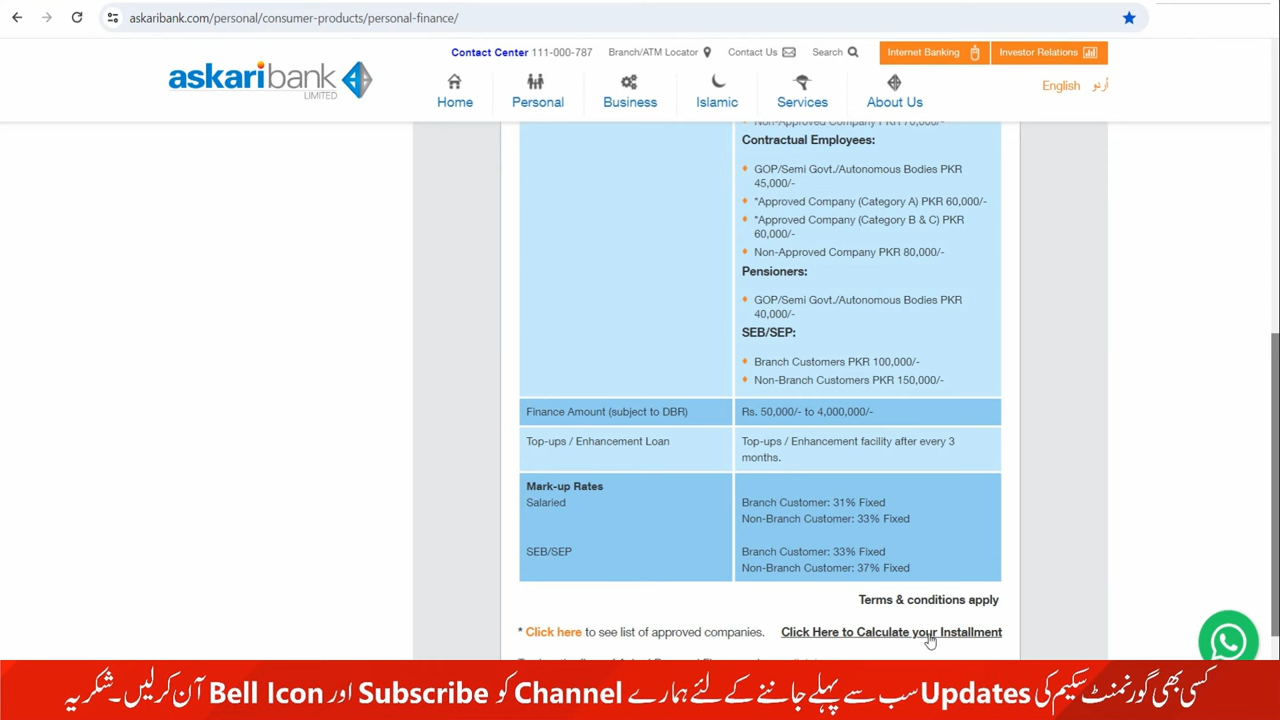 askaribank.com/personal/consumer-products/personal-finance/
Contact Center 111-000-787 Branch/ATM Locator Contact Us Search Internet Banking Investor Relations
askaribank
LIMITED
Home Personal Business Islamic Services About Us
English اُردو
Non-Approved Company PKR 70,000/-
Contractual Employees:
GOP/Semi Govt./Autonomous Bodies PKR
45,000/-
*Approved Company (Category A) PKR 60,000/-
*Approved Company (Category B & C) PKR
60,000/-
Non-Approved Company PKR 80,000/-
Pensioners:
GOP/Semi Govt./Autonomous Bodies PKR
40,000/-
SEB/SEP:
Branch Customers PKR 100,000/-
Non-Branch Customers PKR 150,000/-
Finance Amount (subject to DBR) Rs. 50,000/- to 4,000,000/-
Top-ups / Enhancement Loan Top-ups / Enhancement facility after every 3
months.
Mark-up Rates
Salaried Branch Customer: 31% Fixed
Non-Branch Customer: 33% Fixed
SEB/SEP Branch Customer: 33% Fixed
Non-Branch Customer: 37% Fixed
Terms & conditions apply
* Click here to see list of approved companies. Click Here to Calculate your Installment
کسی بھی گورنمنٹ سکیم کی Updates سب سے پہلے جاننے کے لئے ہمارے Channel کو Subscribe اور Bell Icon آن کرلیں۔ شکریہ